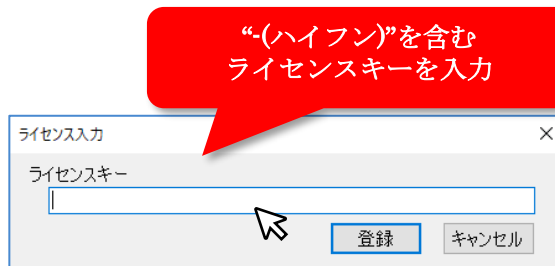 “-(ハイフン)”を含む
ライセンスキーを入力
ライセンス入力
ライセンスキー
登録 キャンセル